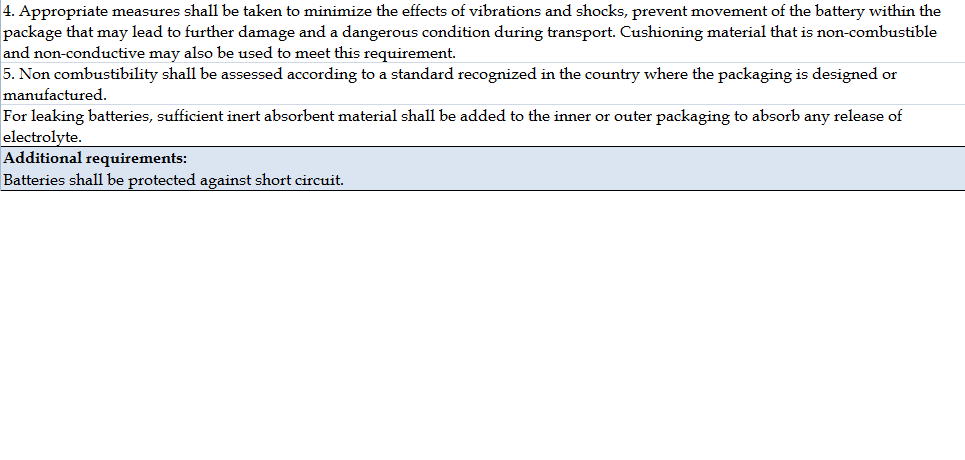 4. Appropriate measures shall be taken to minimize the effects of vibrations and shocks, prevent movement of the battery within the
package that may lead to further damage and a dangerous condition during transport. Cushioning material that is non-combustible
and non-conductive may also be used to meet this requirement.
5. Non combustibility shall be assessed according to a standard recognized in the country where the packaging is designed or
manufactured.
For leaking batteries, sufficient inert absorbent material shall be added to the inner or outer packaging to absorb any release of
electrolyte.
Additional requirements:
Batteries shall be protected against short circuit.